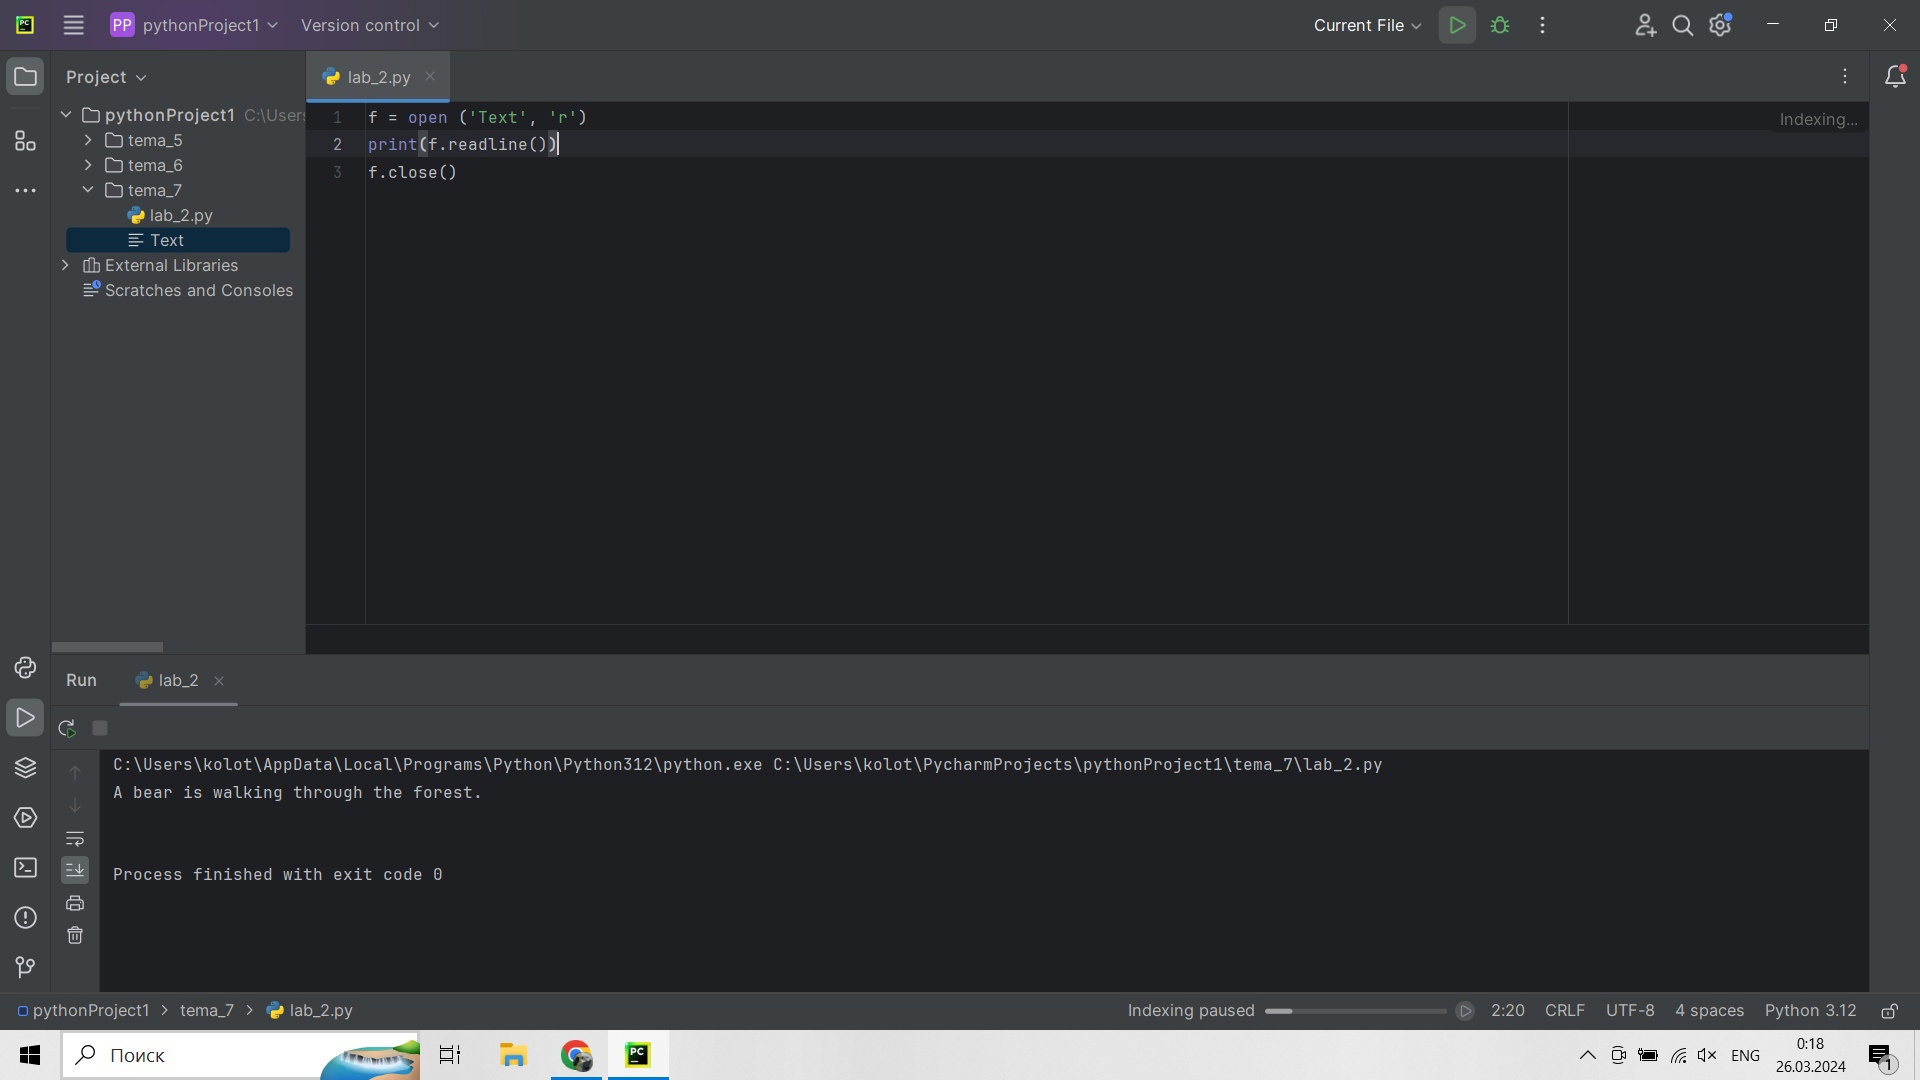 PC
PP pythonProject1 Version control Current File
Project lab_2.py
pythonProject1 C:\Users
tema_5
tema_6
tema_7
lab_2.py
Text
External Libraries
Scratches and Consoles
1 f = open ('Text', 'r')
2 print(f.readline())
3 f.close()
Indexing...
Run lab_2
C:\Users\kolot\AppData\Local\Programs\Python\Python312\python.exe C:\Users\kolot\PycharmProjects\pythonProject1\tema_7\lab_2.py
A bear is walking through the forest.
Process finished with exit code 0
pythonProject1 > tema_7 > lab_2.py Indexing paused 2:20 CRLF UTF-8 4 spaces Python 3.12
Поиск PC ENG 0:18
26.03.2024 1